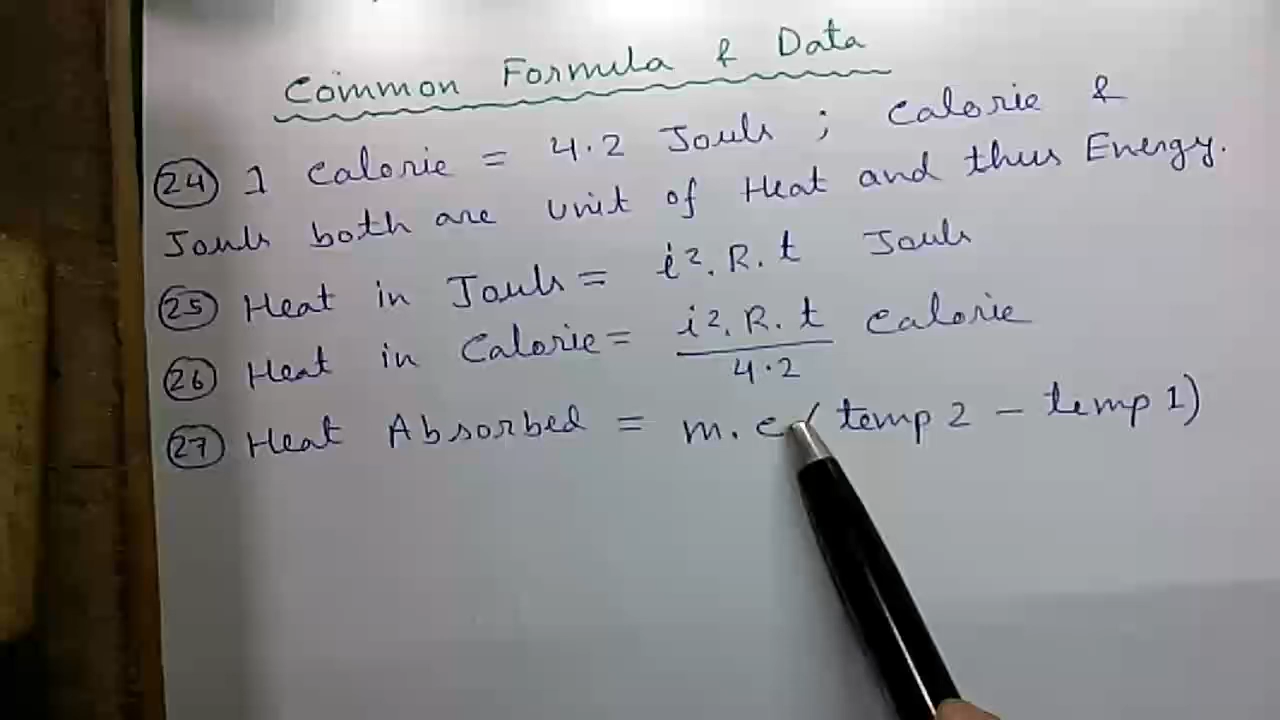 Common Formula & Data
24 1 Calorie = 4.2 Jouls ; Calorie &
Jouls both are unit of Heat and thus Energy.
25 Heat in Jouls = i². R. t Jouls
26 Heat in Calorie = i². R. t / 4.2 Calorie
27 Heat Absorbed = m. c (temp 2 - temp 1)